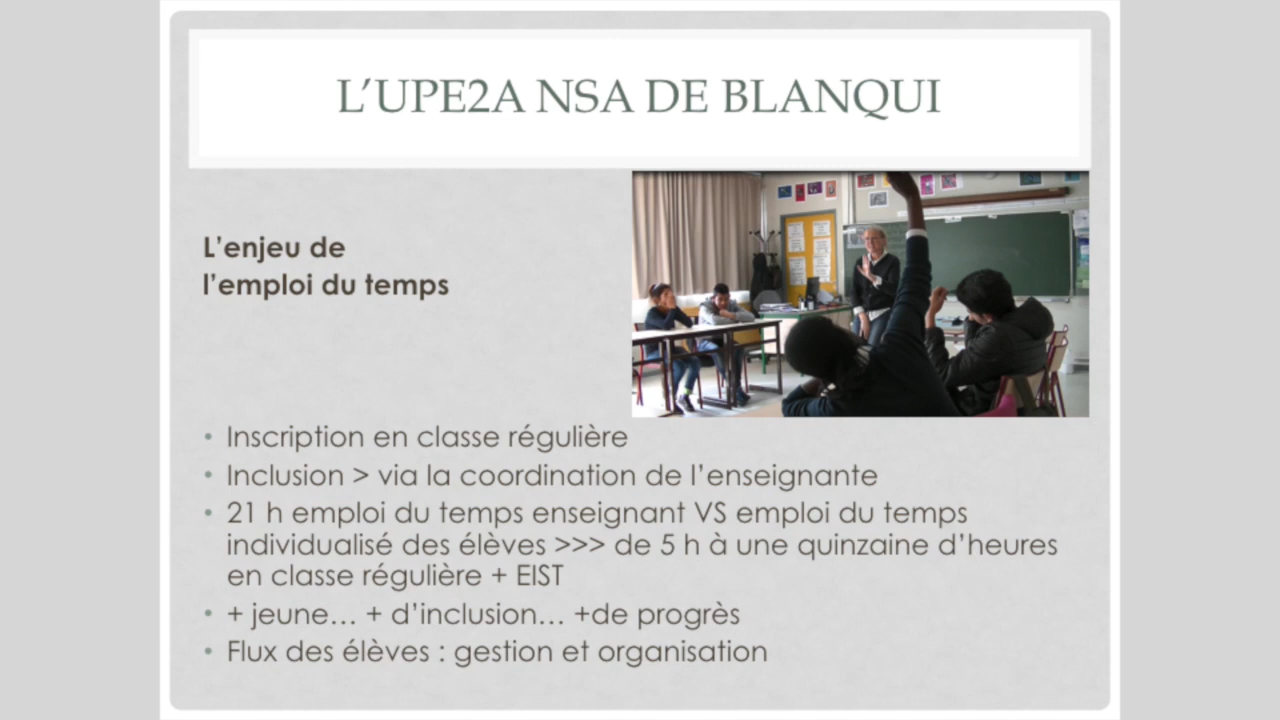 L’UPE2A NSA DE BLANQUI
L’enjeu de
l’emploi du temps
• Inscription en classe régulière
• Inclusion > via la coordination de l’enseignante
• 21 h emploi du temps enseignant VS emploi du temps
individualisé des élèves >>> de 5 h à une quinzaine d’heures
en classe régulière + EIST
• + jeune… + d’inclusion… +de progrès
• Flux des élèves : gestion et organisation